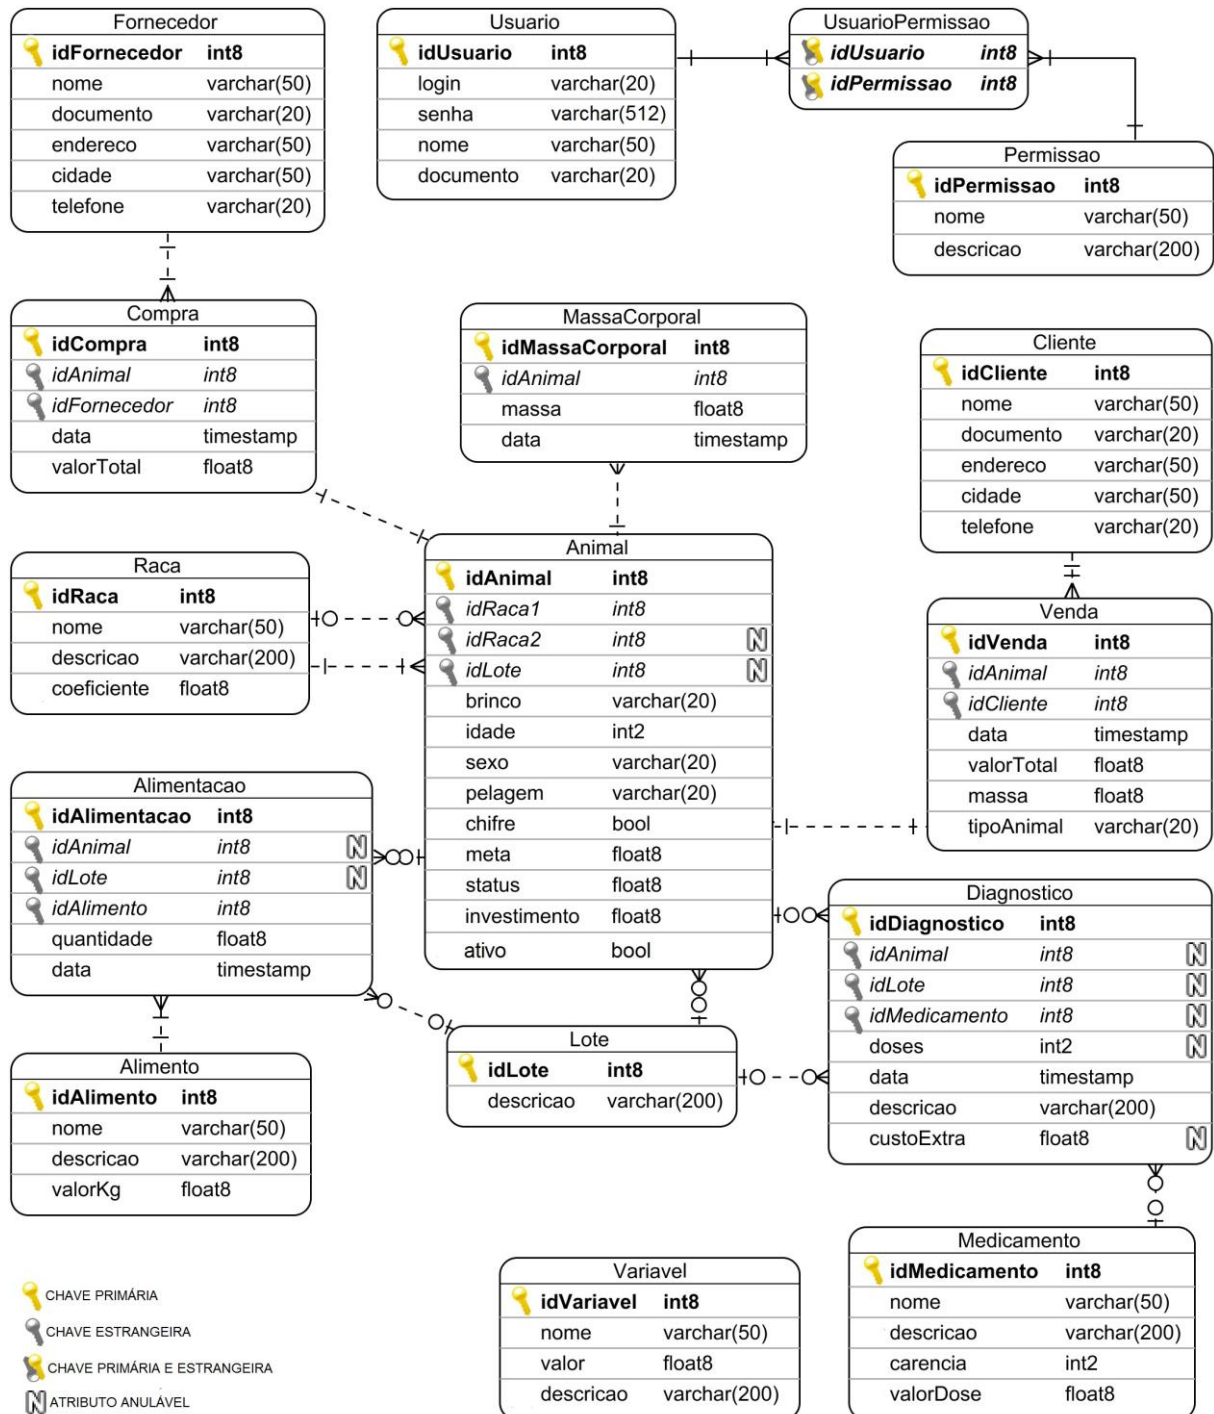 Fornecedor
idFornecedor int8
nome varchar(50)
documento varchar(20)
endereco varchar(50)
cidade varchar(50)
telefone varchar(20)
Usuario
idUsuario int8
login varchar(20)
senha varchar(512)
nome varchar(50)
documento varchar(20)
UsuarioPermissao
idUsuario int8
idPermissao int8
Permissao
idPermissao int8
nome varchar(50)
descricao varchar(200)
Compra
idCompra int8
idAnimal int8
idFornecedor int8
data timestamp
valorTotal float8
MassaCorporal
idMassaCorporal int8
idAnimal int8
massa float8
data timestamp
Cliente
idCliente int8
nome varchar(50)
documento varchar(20)
endereco varchar(50)
cidade varchar(50)
telefone varchar(20)
Raca
idRaca int8
nome varchar(50)
descricao varchar(200)
coeficiente float8
Animal
idAnimal int8
idRaca1 int8
idRaca2 int8 N
idLote int8 N
brinco varchar(20)
idade int2
sexo varchar(20)
pelagem varchar(20)
chifre bool
meta float8
status float8
investimento float8
ativo bool
Venda
idVenda int8
idAnimal int8
idCliente int8
data timestamp
valorTotal float8
massa float8
tipoAnimal varchar(20)
Alimentacao
idAlimentacao int8
idAnimal int8 N
idLote int8 N
idAlimento int8
quantidade float8
data timestamp
Diagnostico
idDiagnostico int8
idAnimal int8 N
idLote int8 N
idMedicamento int8 N
doses int2 N
data timestamp
descricao varchar(200)
custoExtra float8 N
Lote
idLote int8
descricao varchar(200)
Alimento
idAlimento int8
nome varchar(50)
descricao varchar(200)
valorKg float8
Medicamento
idMedicamento int8
nome varchar(50)
descricao varchar(200)
carencia int2
valorDose float8
Variavel
idVariavel int8
nome varchar(50)
valor float8
descricao varchar(200)
CHAVE PRIMÁRIA
CHAVE ESTRANGEIRA
CHAVE PRIMÁRIA E ESTRANGEIRA
N ATRIBUTO ANULÁVEL